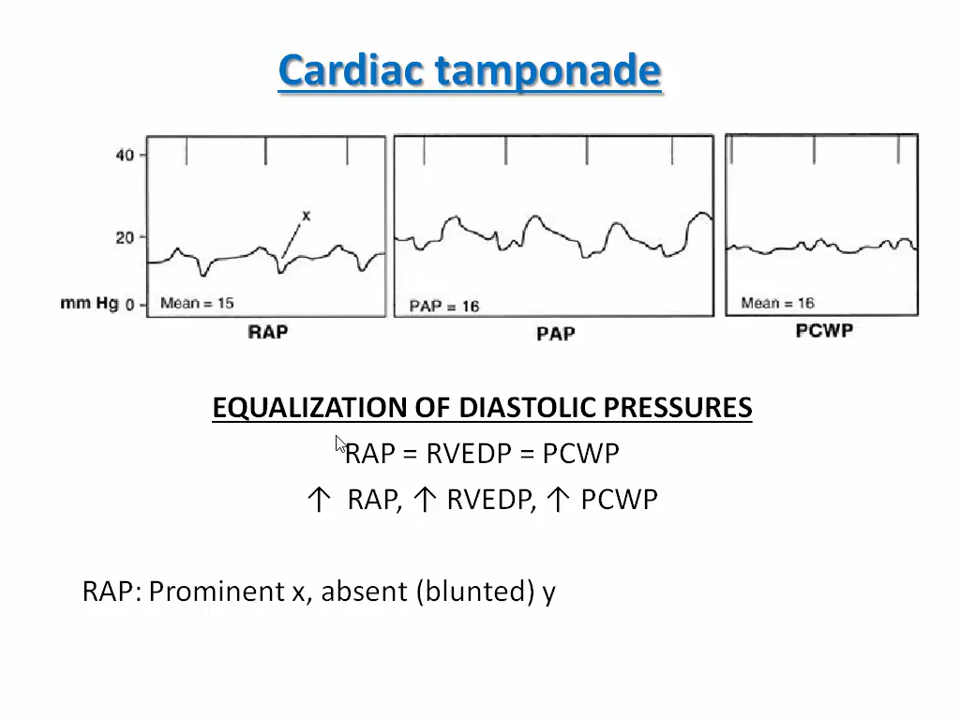 Cardiac tamponade
40
20
mm Hg 0
x
Mean = 15
PAP = 16
Mean = 16
RAP
PAP
PCWP
EQUALIZATION OF DIASTOLIC PRESSURES
RAP = RVEDP = PCWP
↑ RAP, ↑ RVEDP, ↑ PCWP
RAP: Prominent x, absent (blunted) y